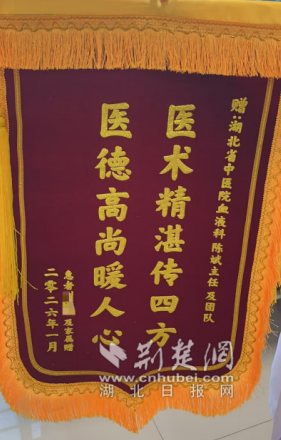 赠:湖北省中医院血液科 陈斌主任及团队
医术精湛传四方
医德高尚暖人心
患者 及家属赠
二零二六年一月
荆楚网
www.cnhubei.com
湖北日报网